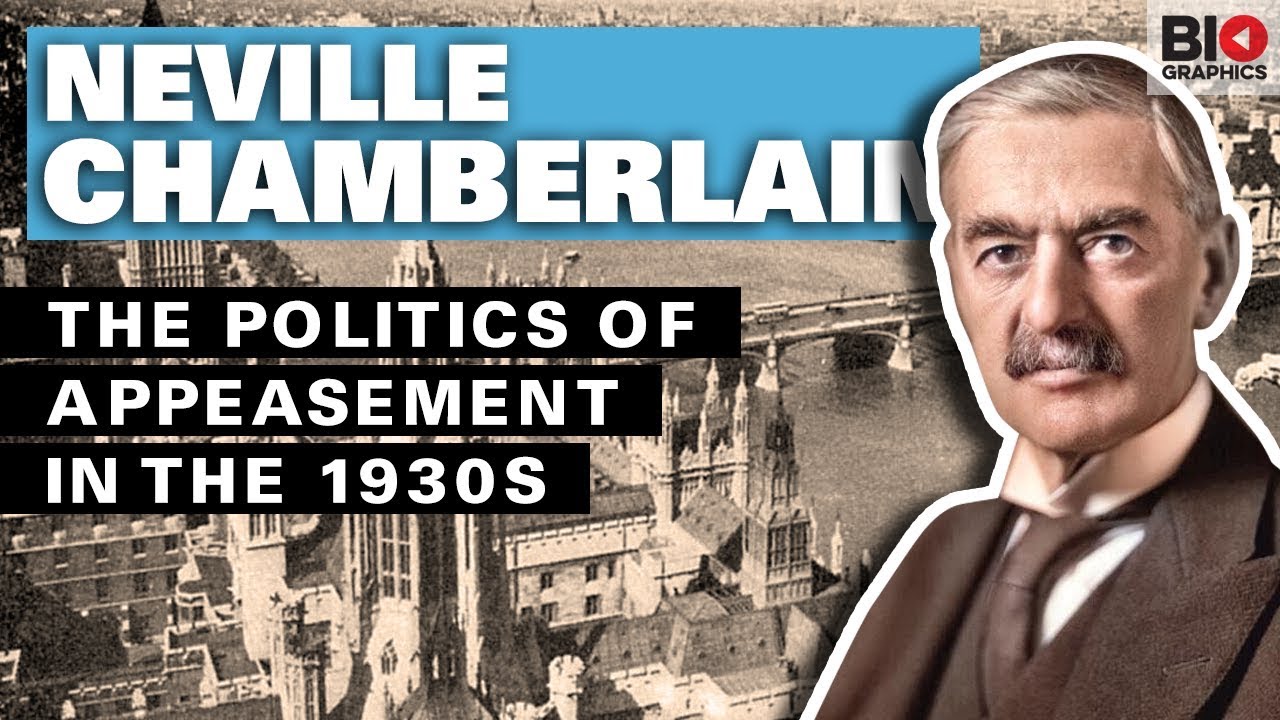 NEVILLE
CHAMBERLAIN
THE POLITICS OF
APPEASEMENT
IN THE 1930S
BIO
GRAPHICS